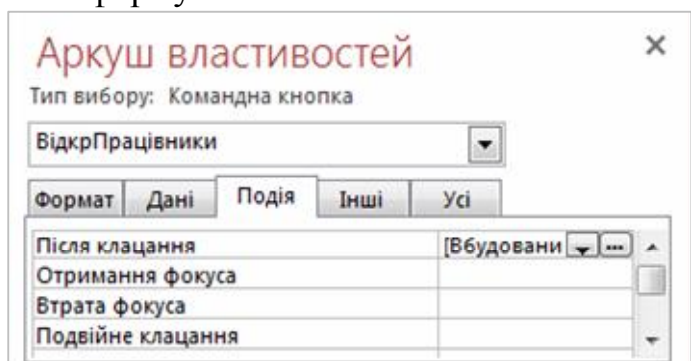 Аркуш властивостей
Тип вибору: Командна кнопка
ВідкрПрацівники
Формат Дані Подія Інші Усі
Після клацання [Вбудовани
Отримання фокуса
Втрата фокуса
Подвійне клацання